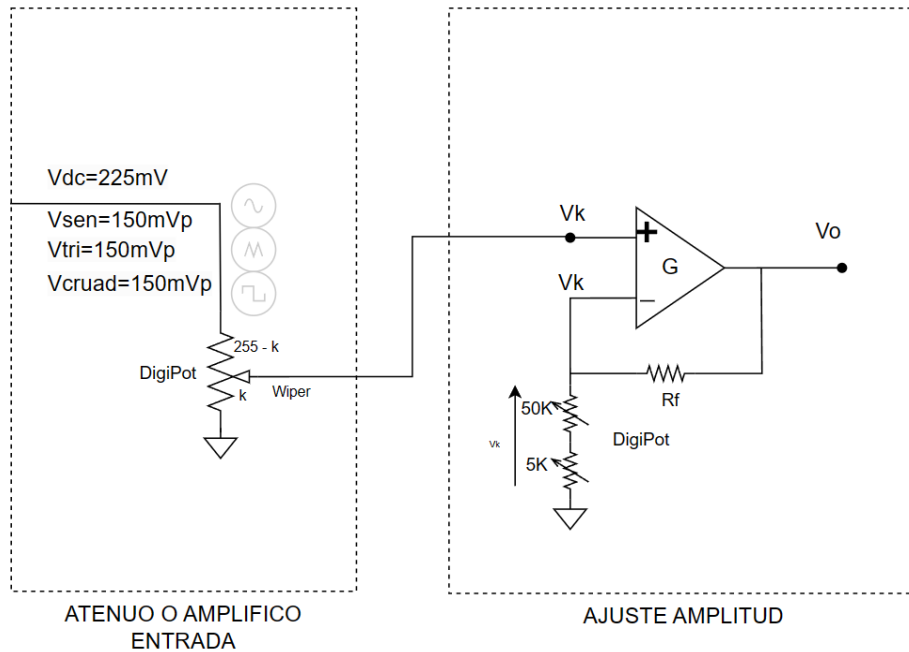 Vdc=225mV
Vsen=150mVp
Vtri=150mVp
Vcruad=150mVp
255 - k
DigiPot
k
Wiper
Vk
+
G
Vo
Vk
−
Rf
50K
DigiPot
Vk
5K
ATENUO O AMPLIFICO
ENTRADA
AJUSTE AMPLITUD